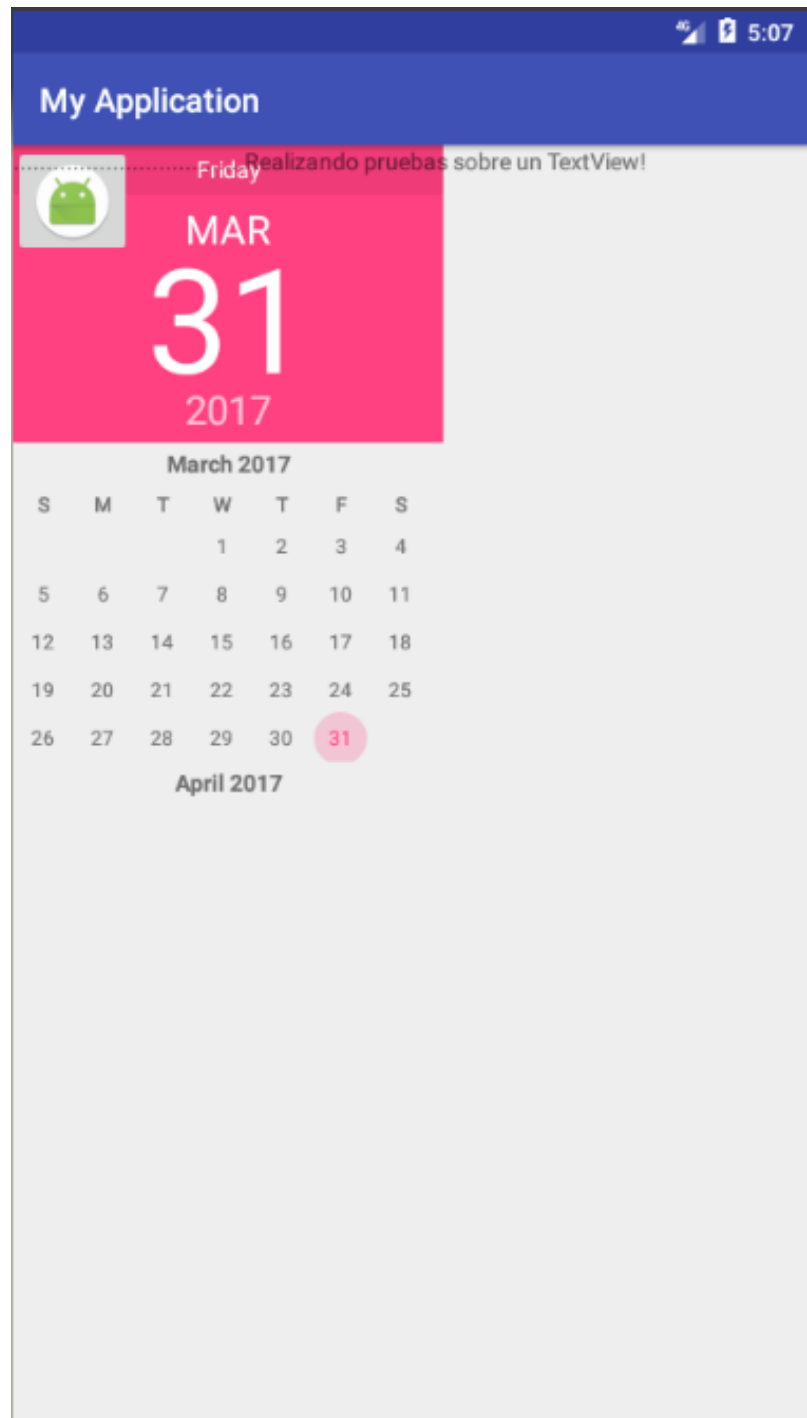 4G 5:07
My Application
Realizando pruebas sobre un TextView!
Friday
MAR
31
2017
March 2017
S M T W T F S
1 2 3 4
5 6 7 8 9 10 11
12 13 14 15 16 17 18
19 20 21 22 23 24 25
26 27 28 29 30 31
April 2017